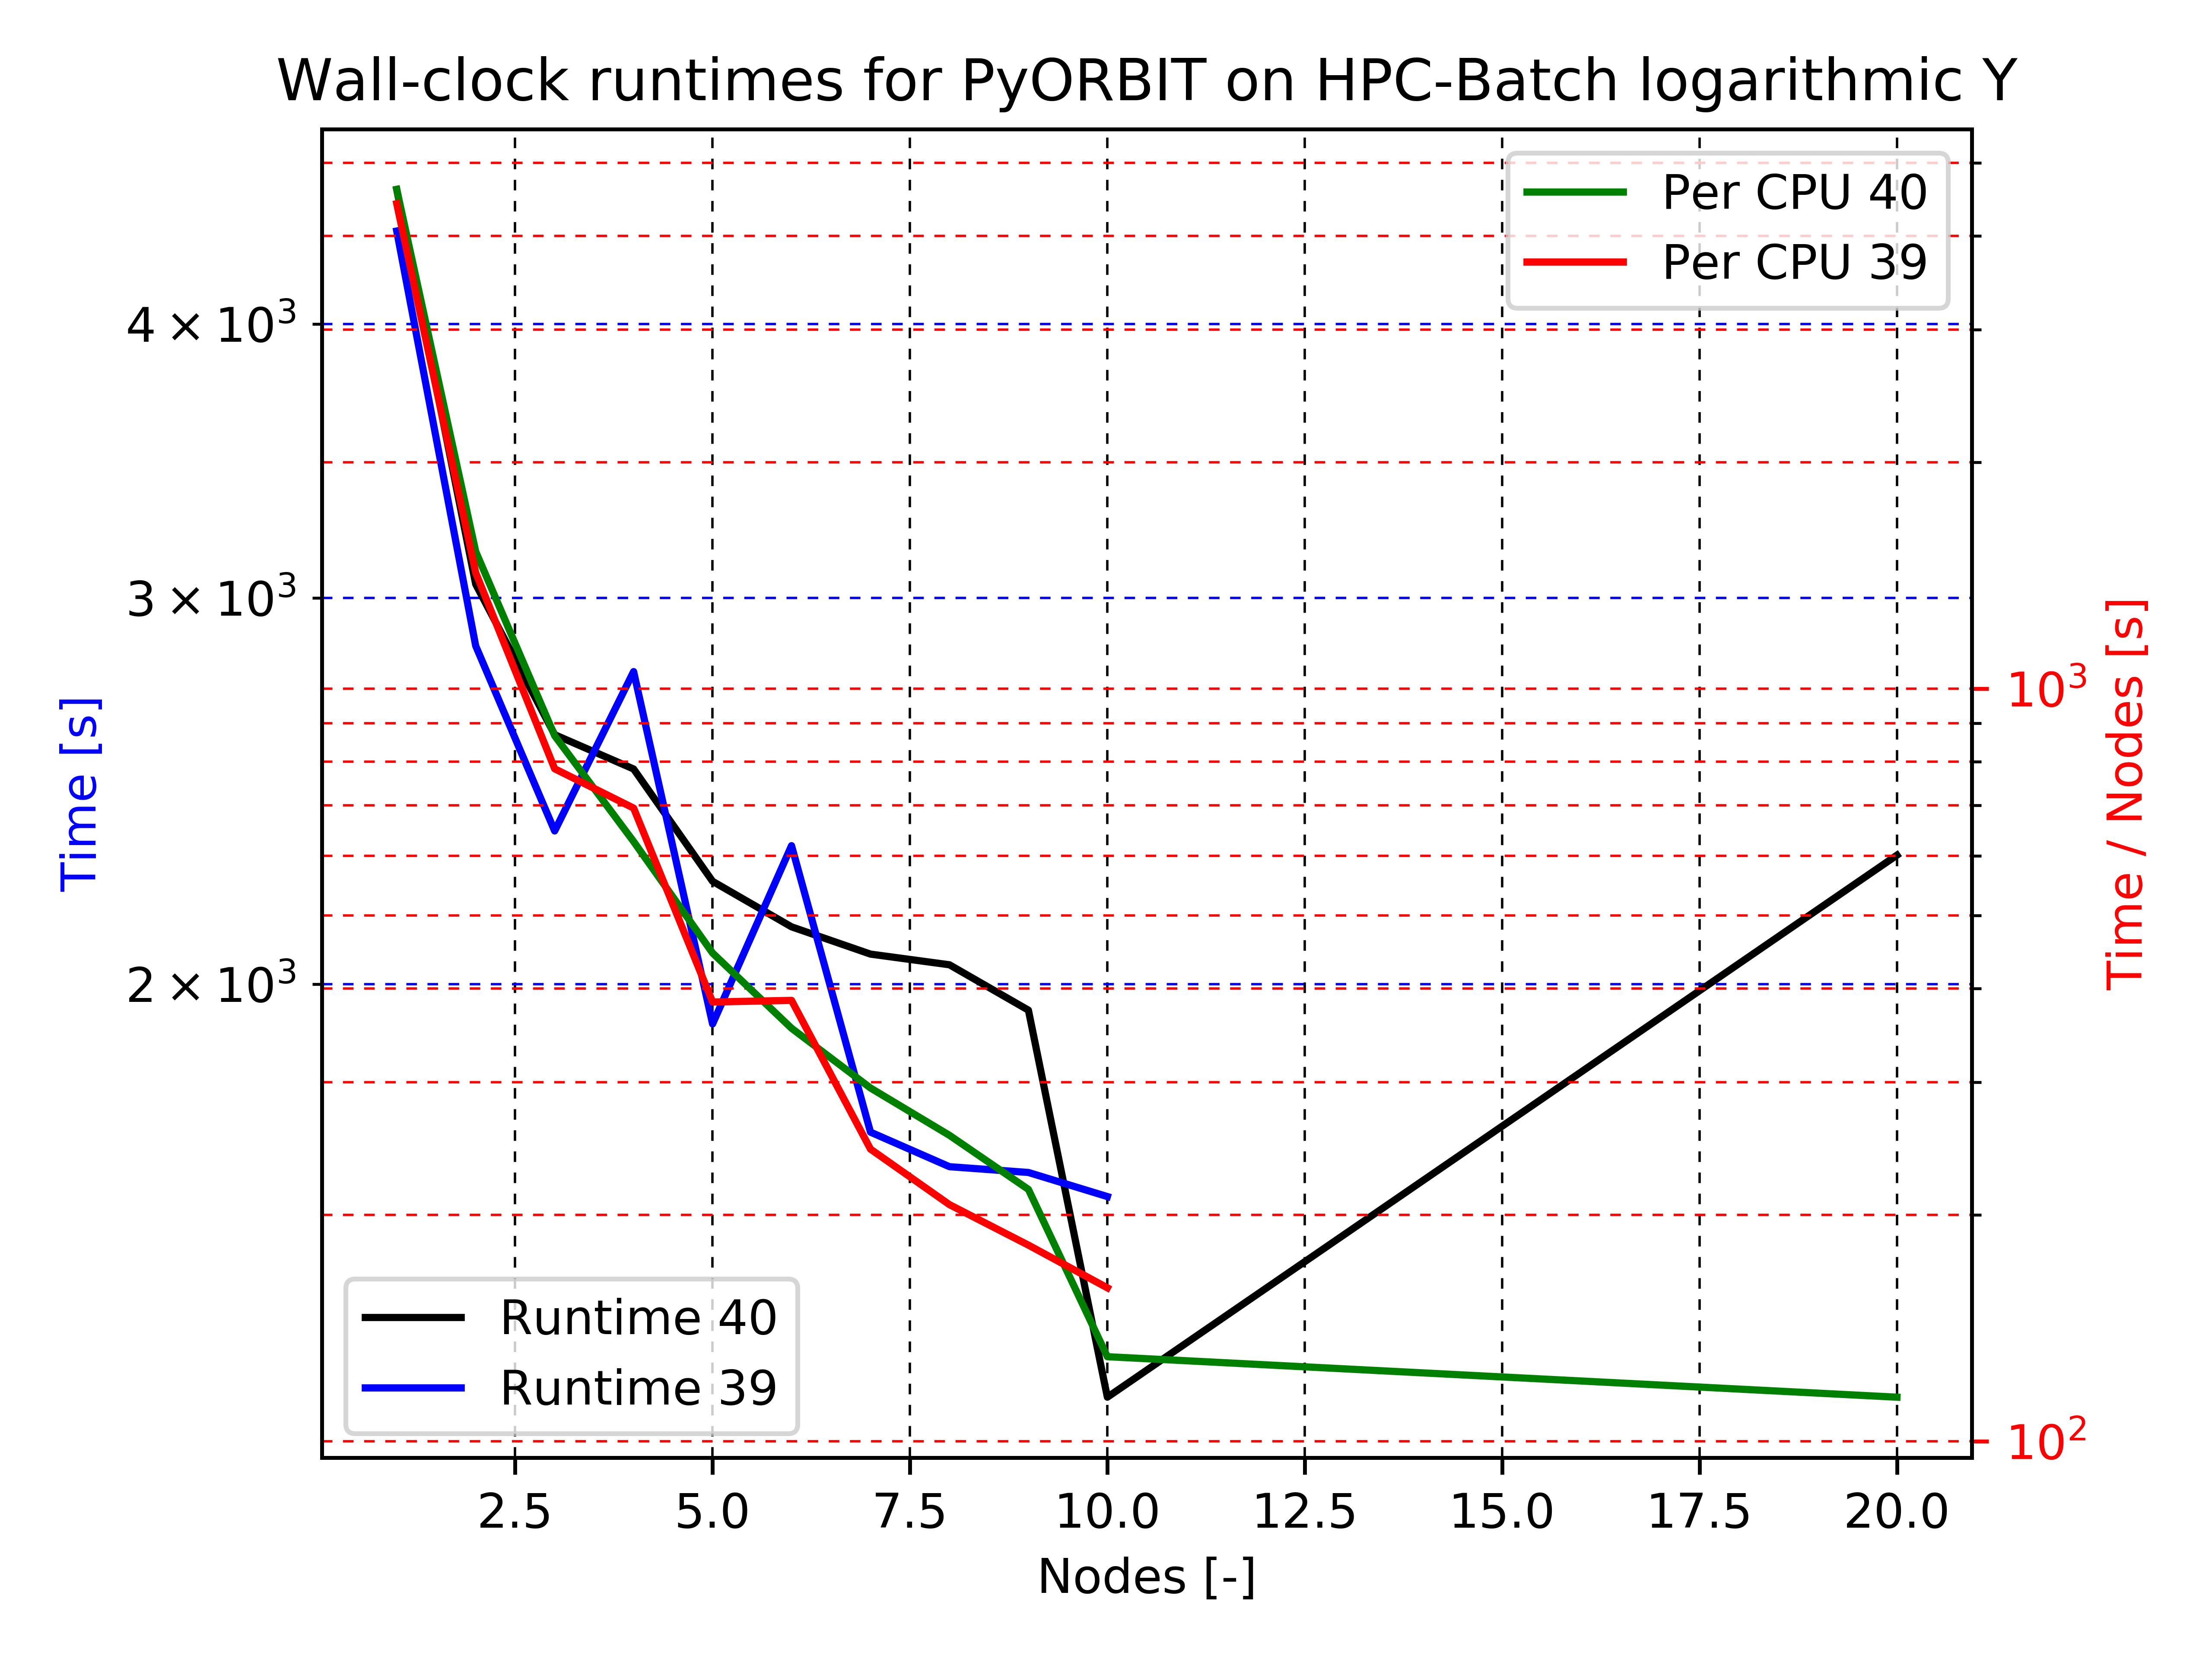 Wall-clock runtimes for PyORBIT on HPC-Batch logarithmic Y
Per CPU 40
Per CPU 39
4 × 10³
3 × 10³
2 × 10³
Time [s]
10³
10²
Time / Nodes [s]
Runtime 40
Runtime 39
2.5 5.0 7.5 10.0 12.5 15.0 17.5 20.0
Nodes [-]